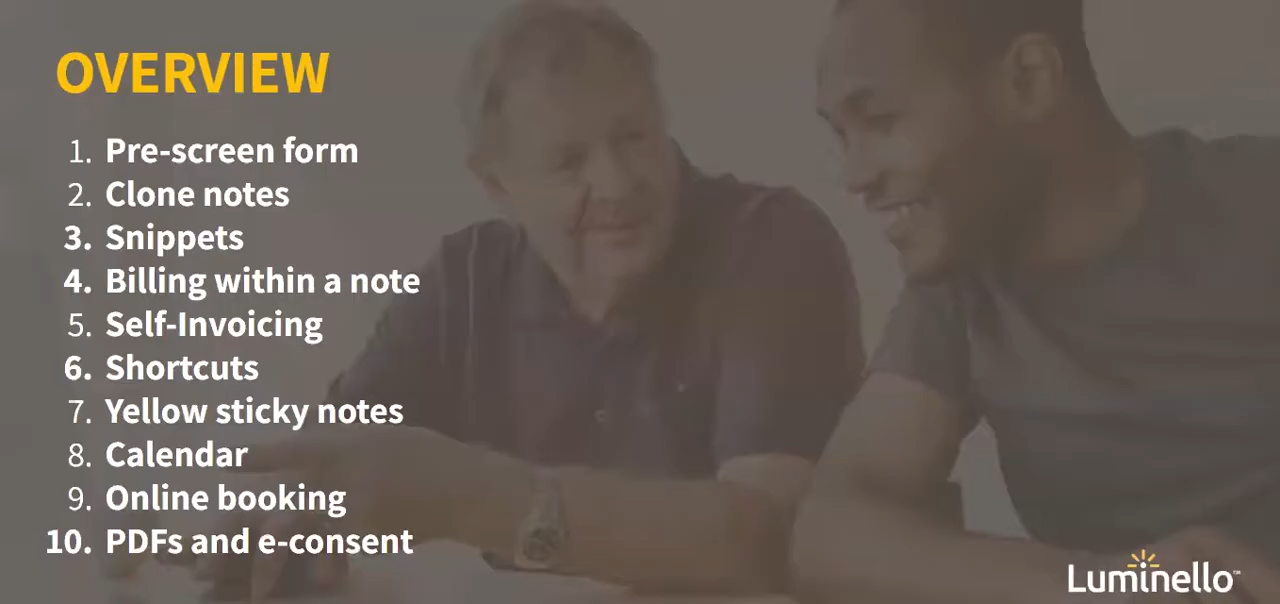 OVERVIEW
1. Pre-screen form
2. Clone notes
3. Snippets
4. Billing within a note
5. Self-Invoicing
6. Shortcuts
7. Yellow sticky notes
8. Calendar
9. Online booking
10. PDFs and e-consent
Luminello™